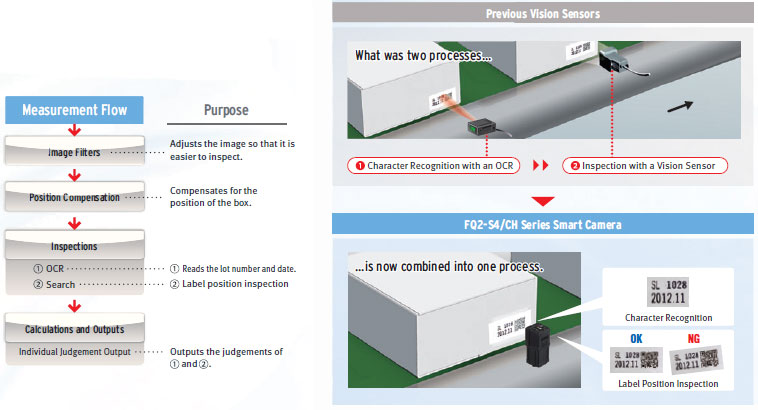 Measurement Flow
Purpose
Image Filters
Adjusts the image so that it is
easier to inspect.
Position Compensation
Compensates for the
position of the box.
Inspections
① OCR
① Reads the lot number and date.
② Search
② Label position inspection
Calculations and Outputs
Individual Judgement Output
Outputs the judgements of
① and ②.
Previous Vision Sensors
What was two processes...
❶ Character Recognition with an OCR
❷ Inspection with a Vision Sensor
FQ2-S4/CH Series Smart Camera
...is now combined into one process.
SL 1028
2012.11
SL 1028
2012.11
Character Recognition
OK
NG
SL 1028
2012.11
SL 1028
2012.11
Label Position Inspection